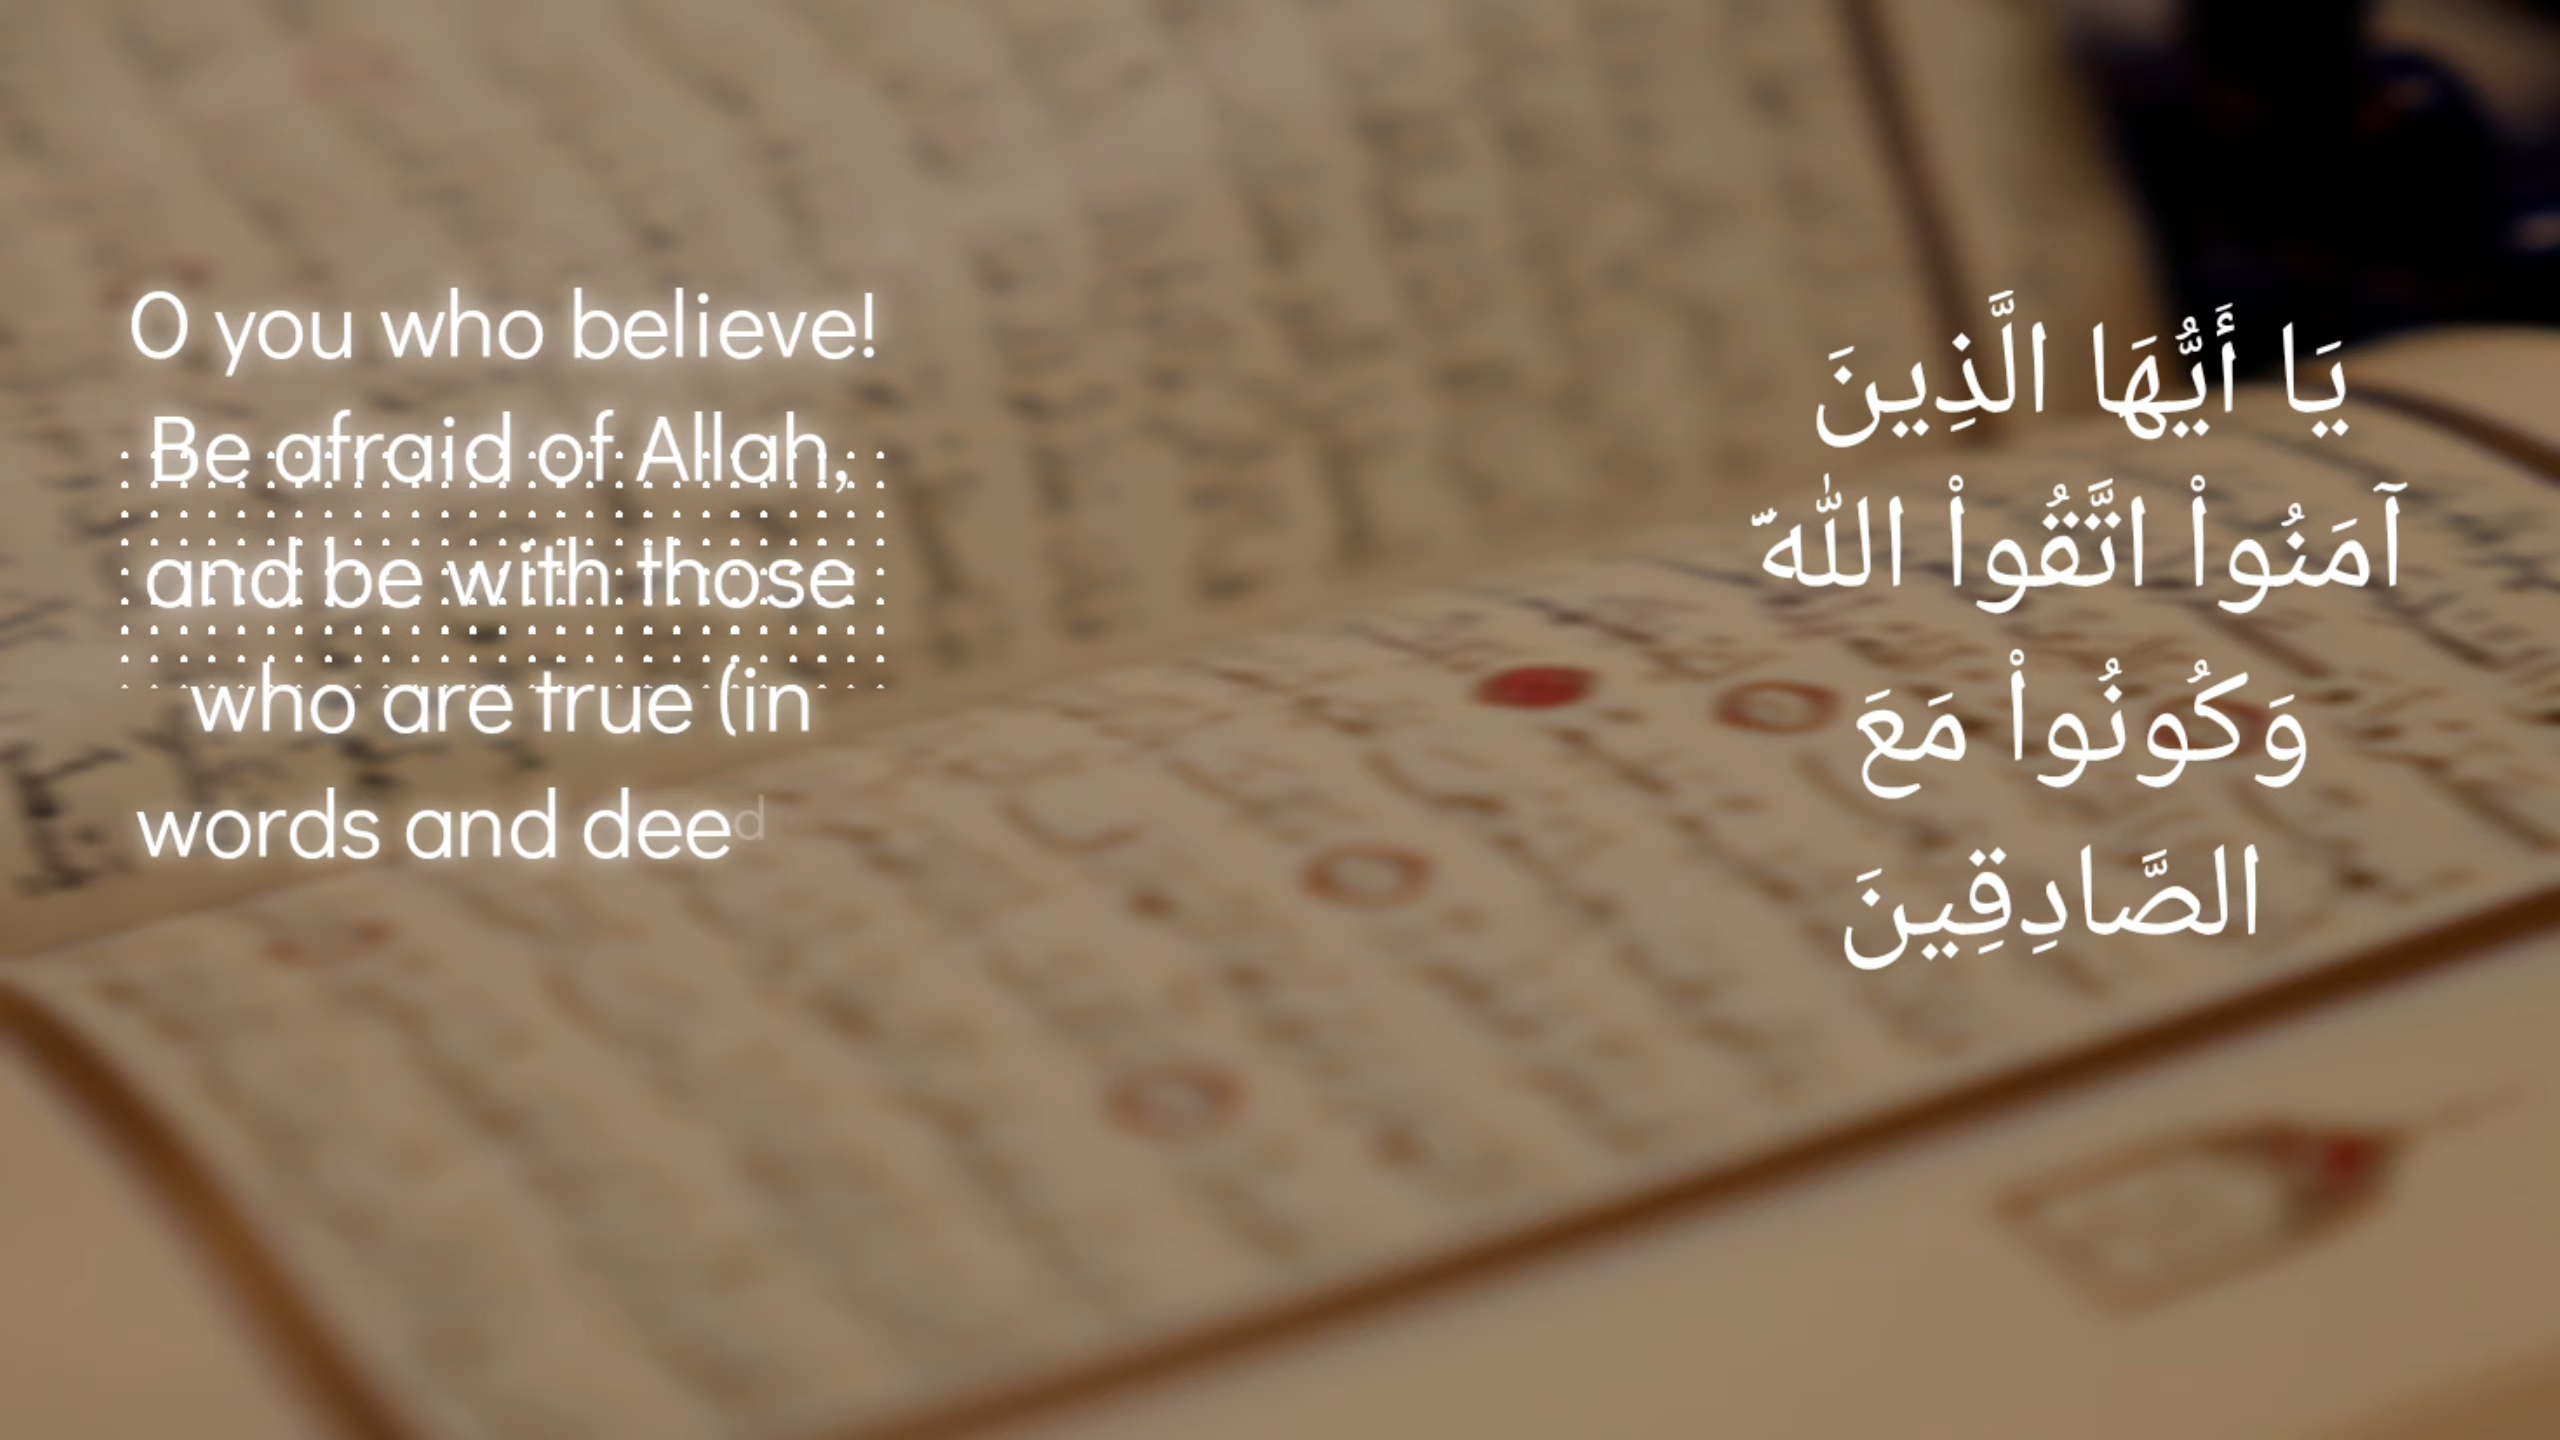 O you who believe!
Be afraid of Allah,
and be with those
who are true (in
words and deed
يَا أَيُّهَا الَّذِينَ
آمَنُواْ اتَّقُواْ اللّهَ
وَكُونُواْ مَعَ
الصَّادِقِينَ